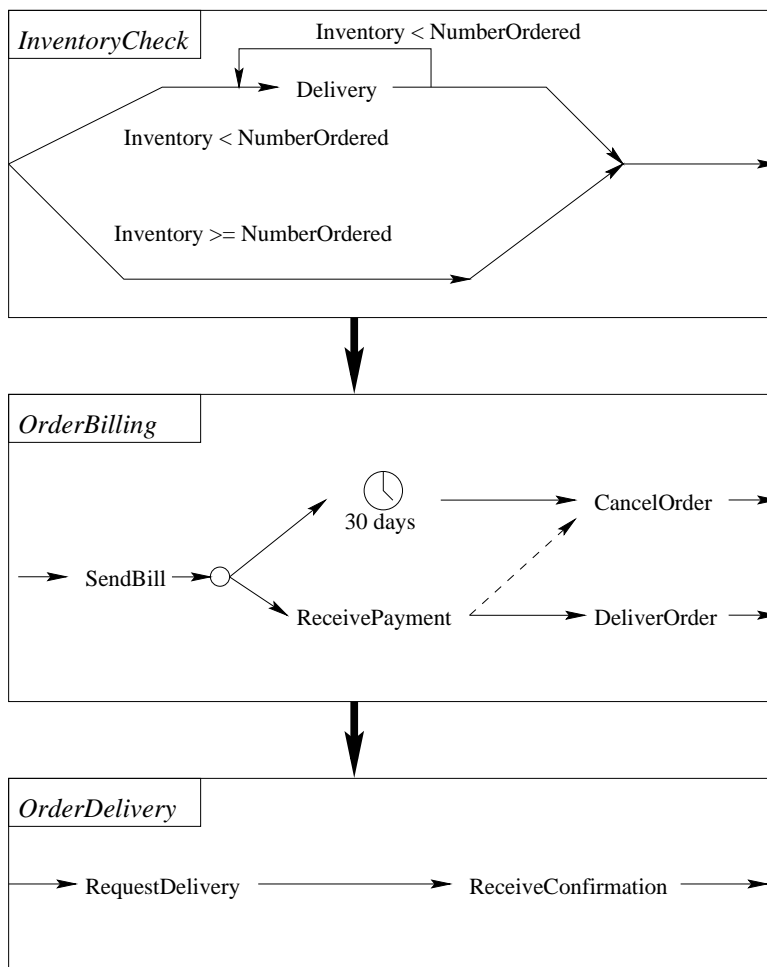 InventoryCheck
Inventory < NumberOrdered
Delivery
Inventory < NumberOrdered
Inventory >= NumberOrdered
OrderBilling
30 days
CancelOrder
SendBill
ReceivePayment
DeliverOrder
OrderDelivery
RequestDelivery
ReceiveConfirmation